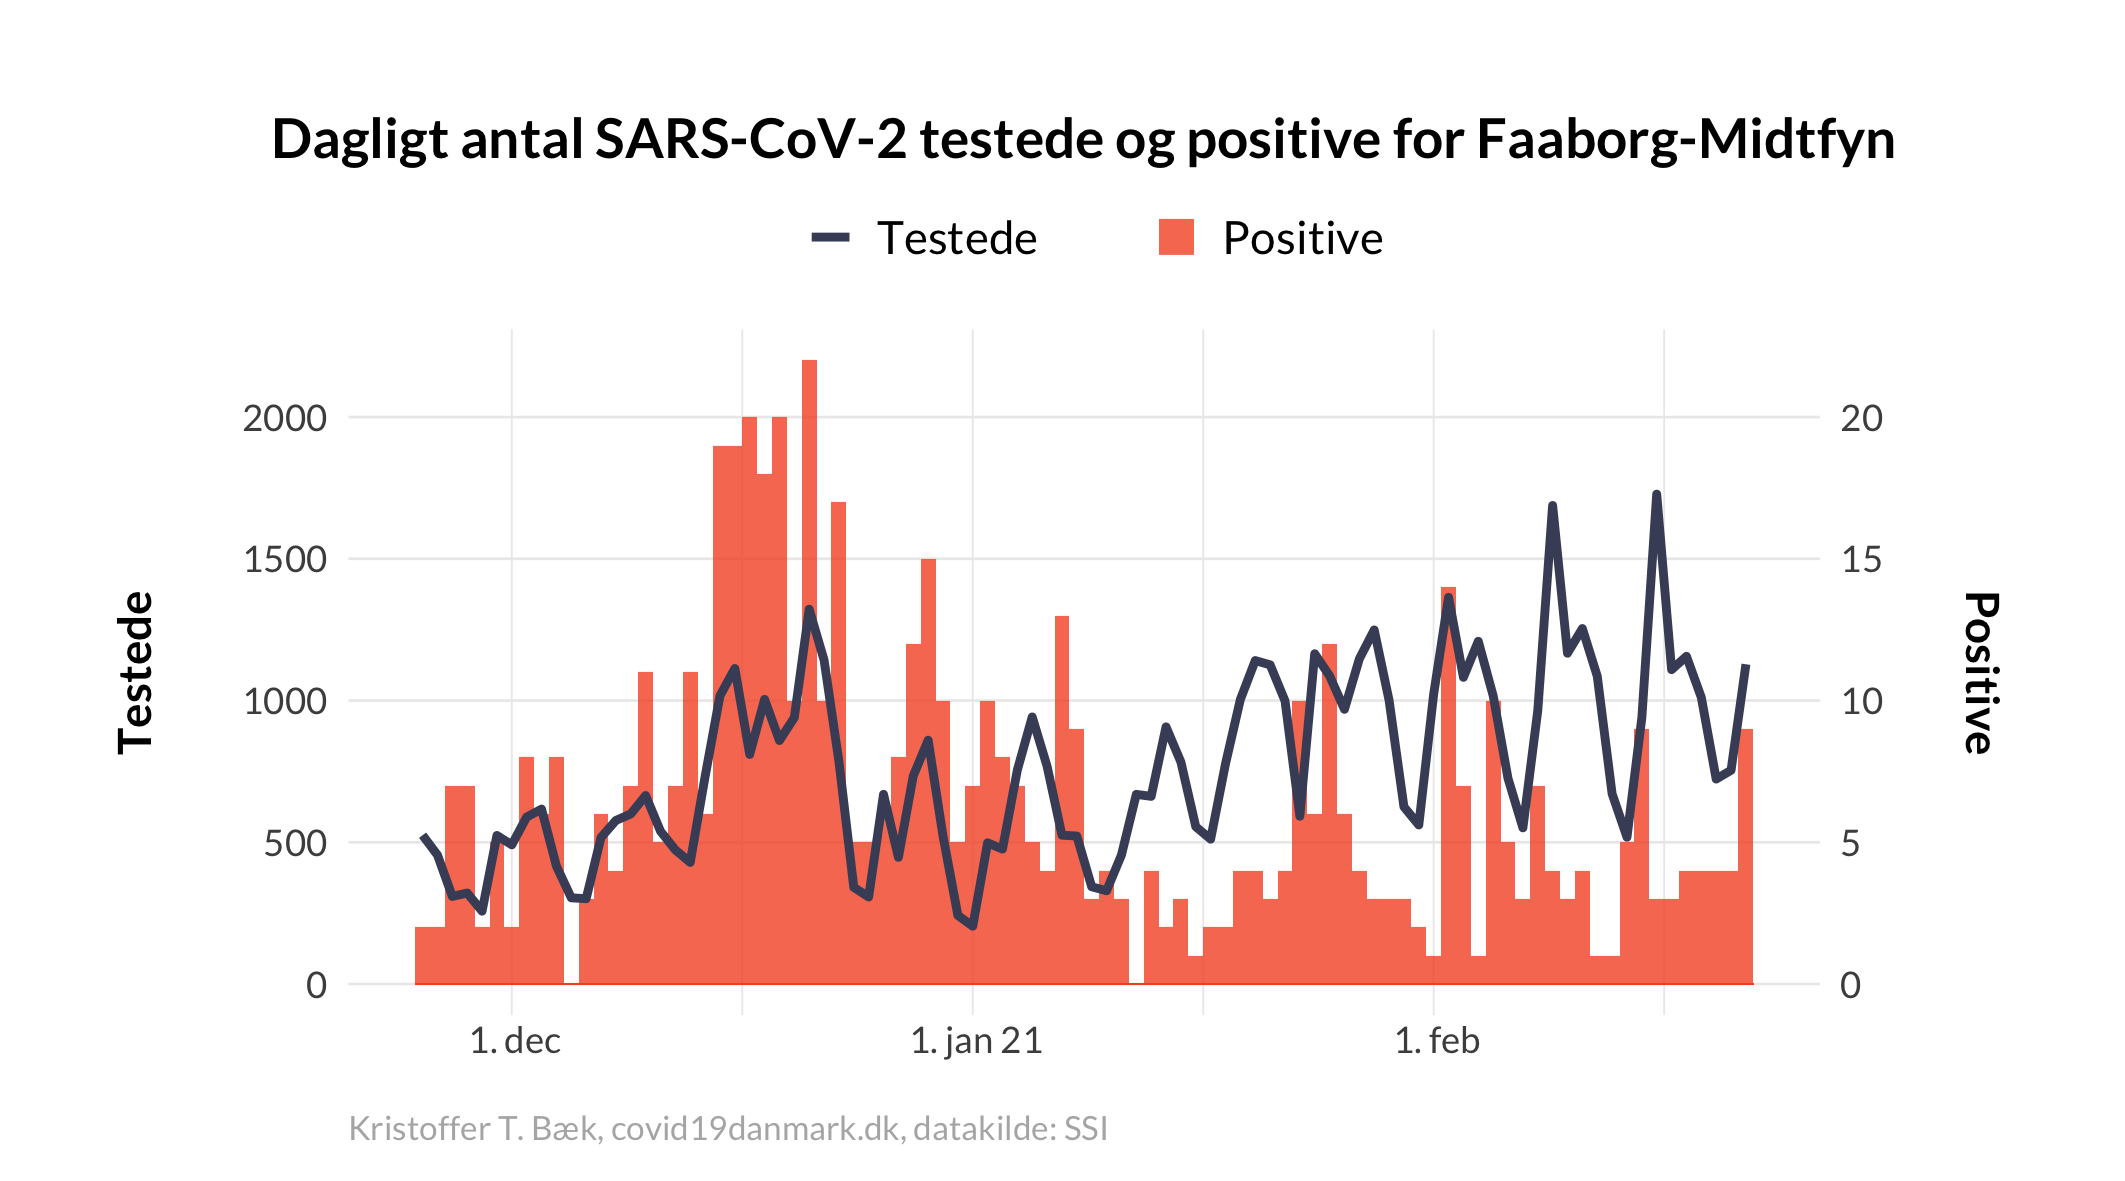 Dagligt antal SARS-CoV-2 testede og positive for Faaborg-Midtfyn
Testede Positive
2000 20
1500 15
1000 10
500 5
0 0
Testede
Positive
1. dec 1. jan 21 1. feb
Kristoffer T. Bæk, covid19danmark.dk, datakilde: SSI